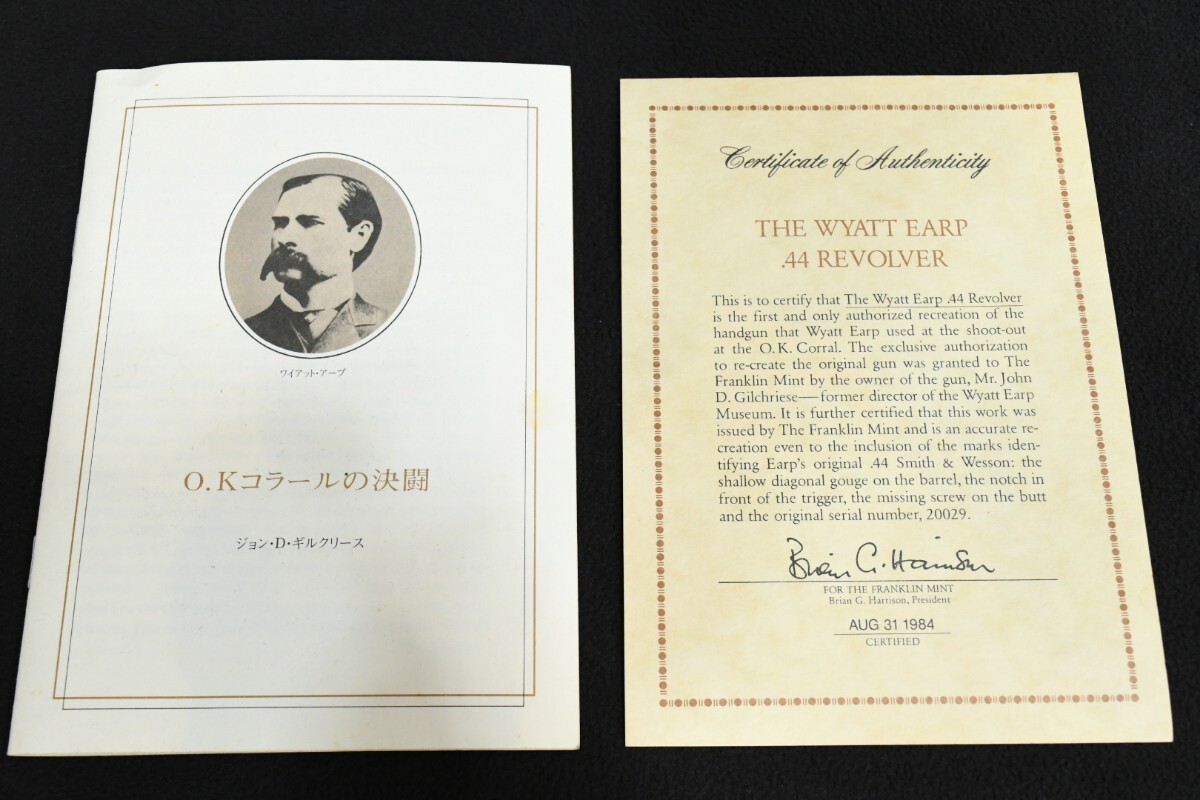 ワイアット・アープ
O.Kコラールの決闘
ジョン・D・ギルクリース
Certificate of Authenticity
THE WYATT EARP
.44 REVOLVER
This is to certify that The Wyatt Earp .44 Revolver
is the first and only authorized recreation of the
handgun that Wyatt Earp used at the shoot-out
at the O.K. Corral. The exclusive authorization
to re-create the original gun was granted to The
Franklin Mint by the owner of the gun, Mr. John
D. Gilchriese—former director of the Wyatt Earp
Museum. It is further certified that this work was
issued by The Franklin Mint and is an accurate re-
creation even to the inclusion of the marks iden-
tifying Earp's original .44 Smith & Wesson: the
shallow diagonal gouge on the barrel, the notch in
front of the trigger, the missing screw on the butt
and the original serial number, 20029.
Brian G. Harrison
FOR THE FRANKLIN MINT
Brian G. Harrison, President
AUG 31 1984
CERTIFIED